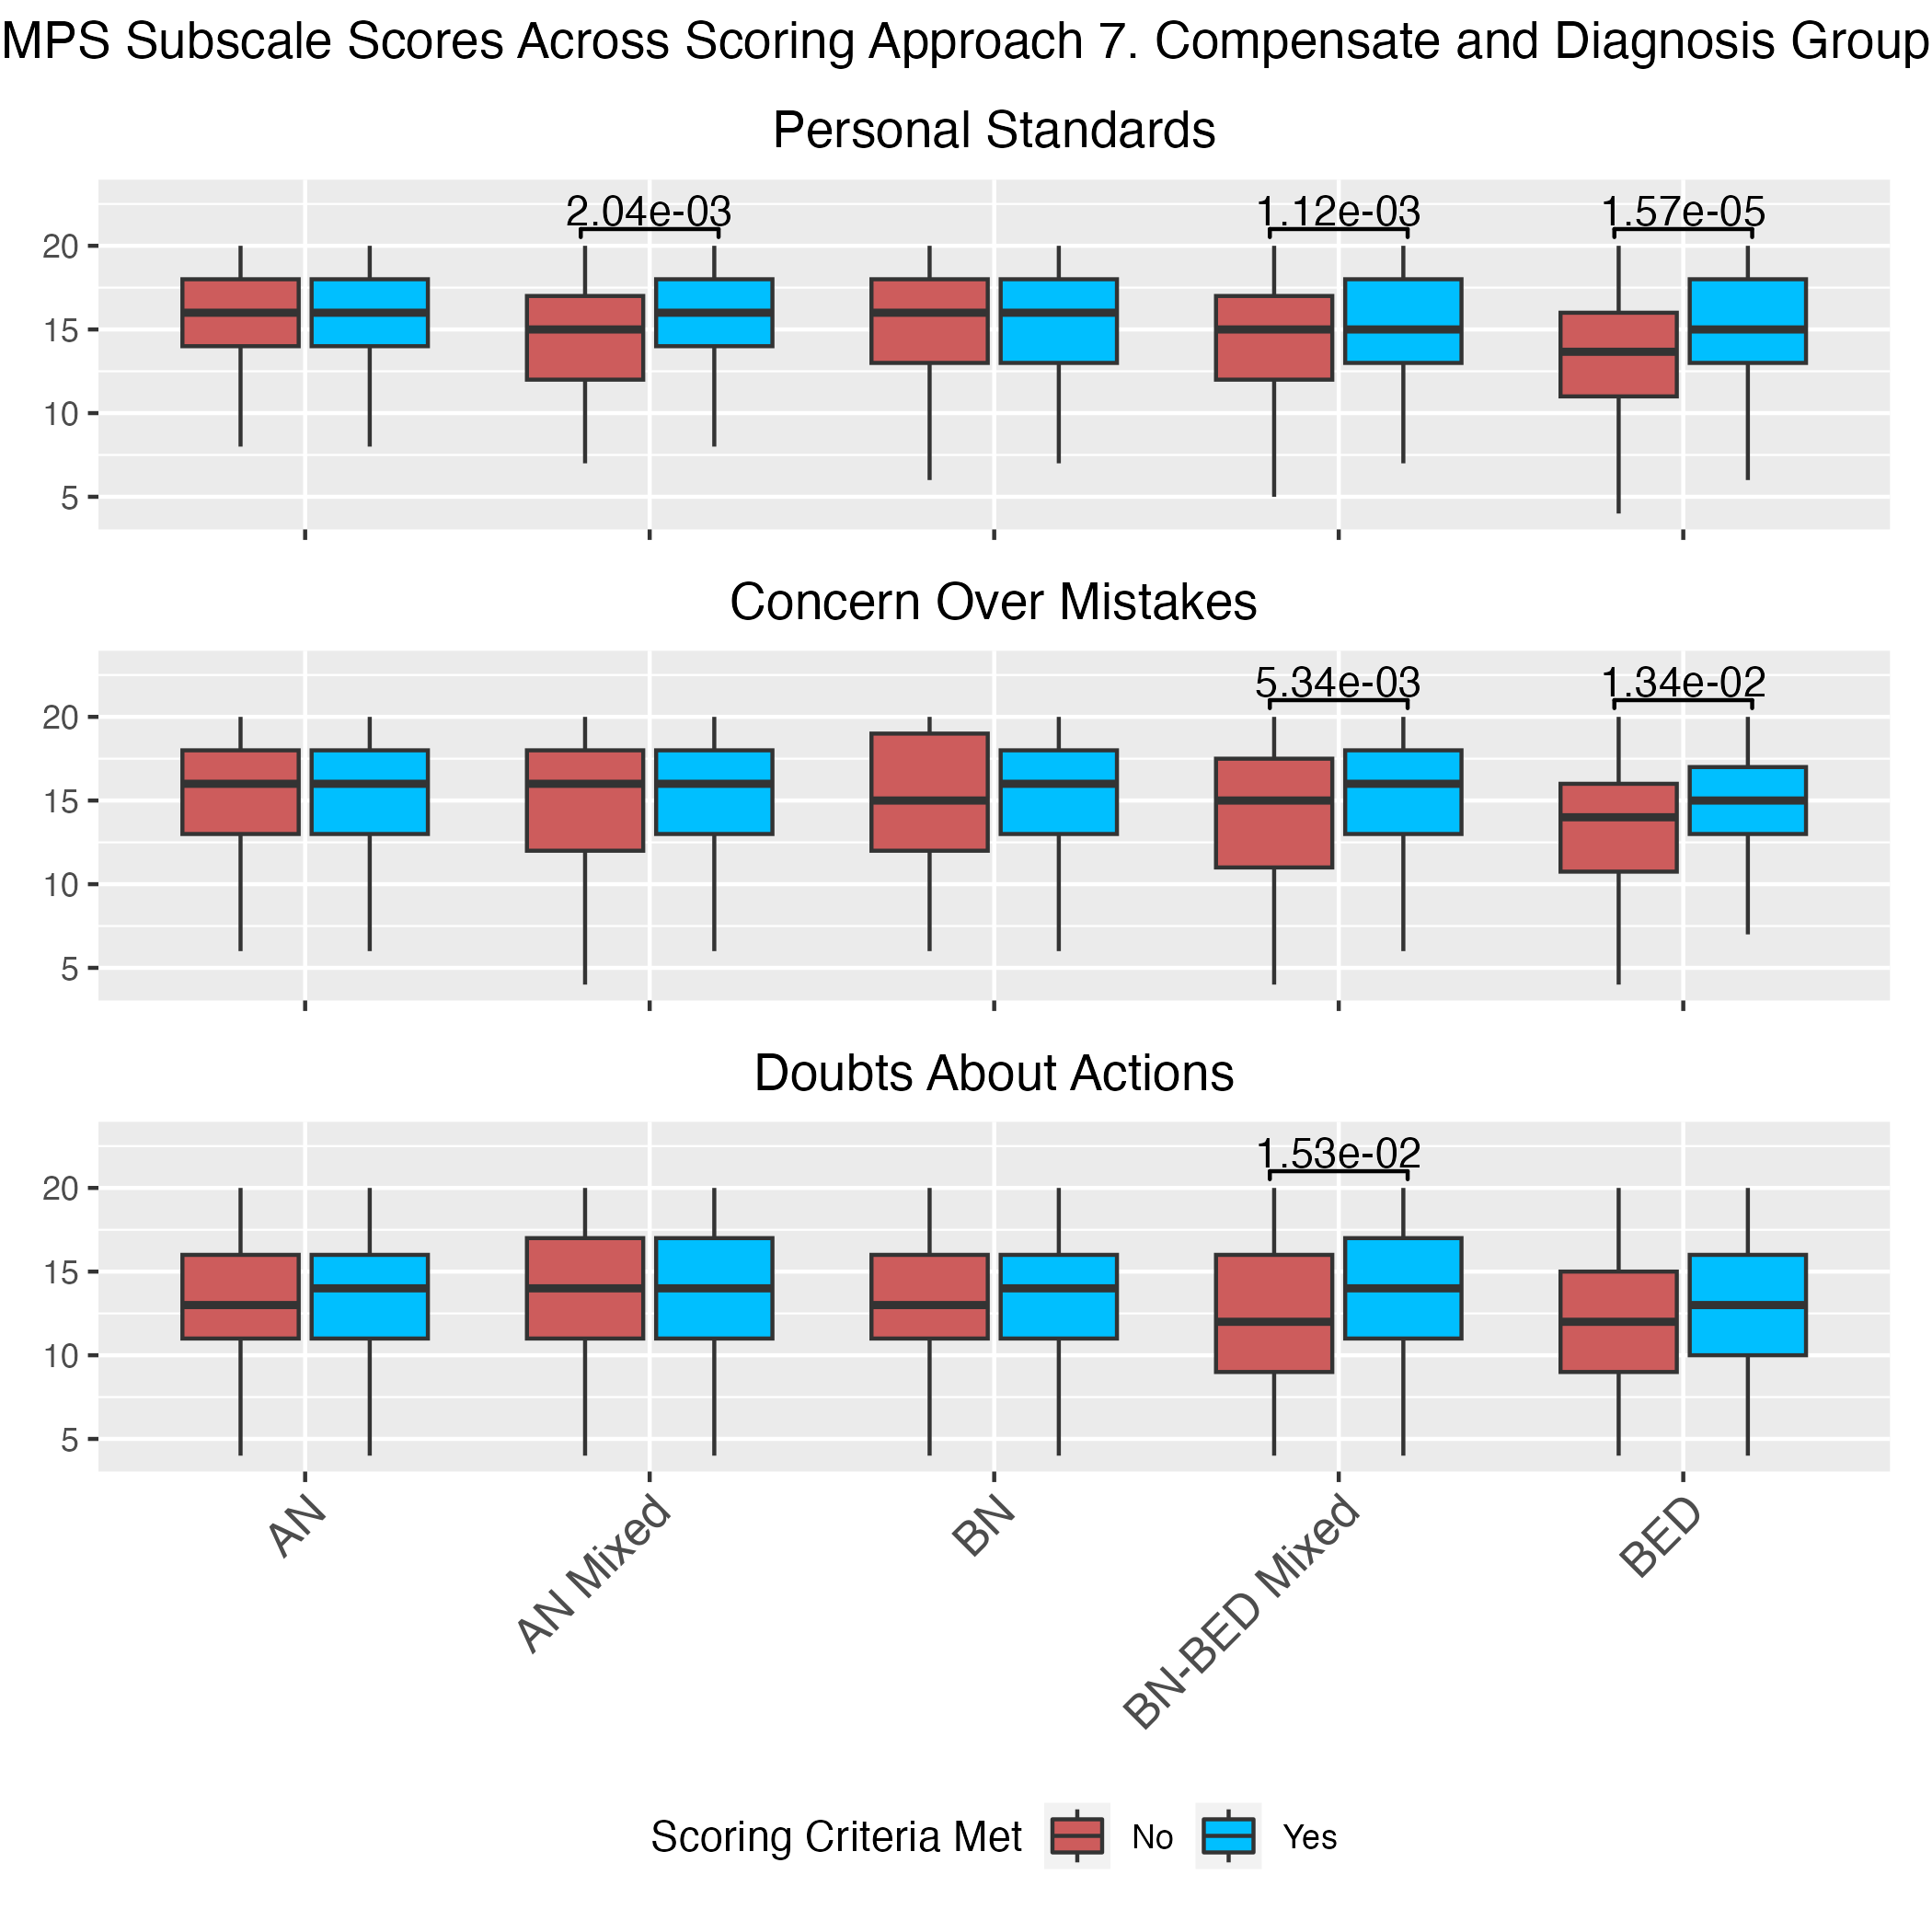 MPS Subscale Scores Across Scoring Approach 7. Compensate and Diagnosis Group
Personal Standards
2.04e-03 1.12e-03 1.57e-05
20
15
10
5
Concern Over Mistakes
5.34e-03 1.34e-02
20
15
10
5
Doubts About Actions
1.53e-02
20
15
10
5
AN AN Mixed BN BN-BED Mixed BED
Scoring Criteria Met No Yes